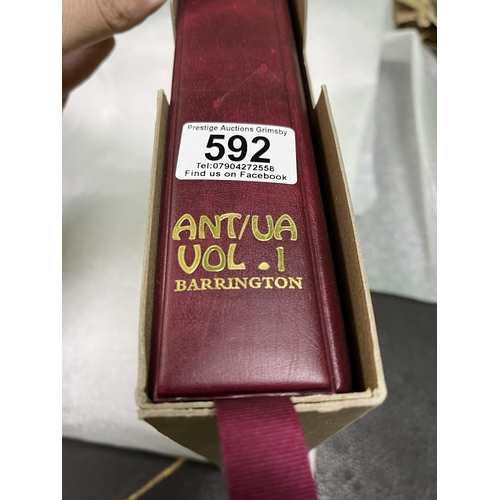 Prestige Auctions Grimsby
592
Tel:07904272558
Find us on Facebook
ANT/UA
VOL . 1
BARRINGTON